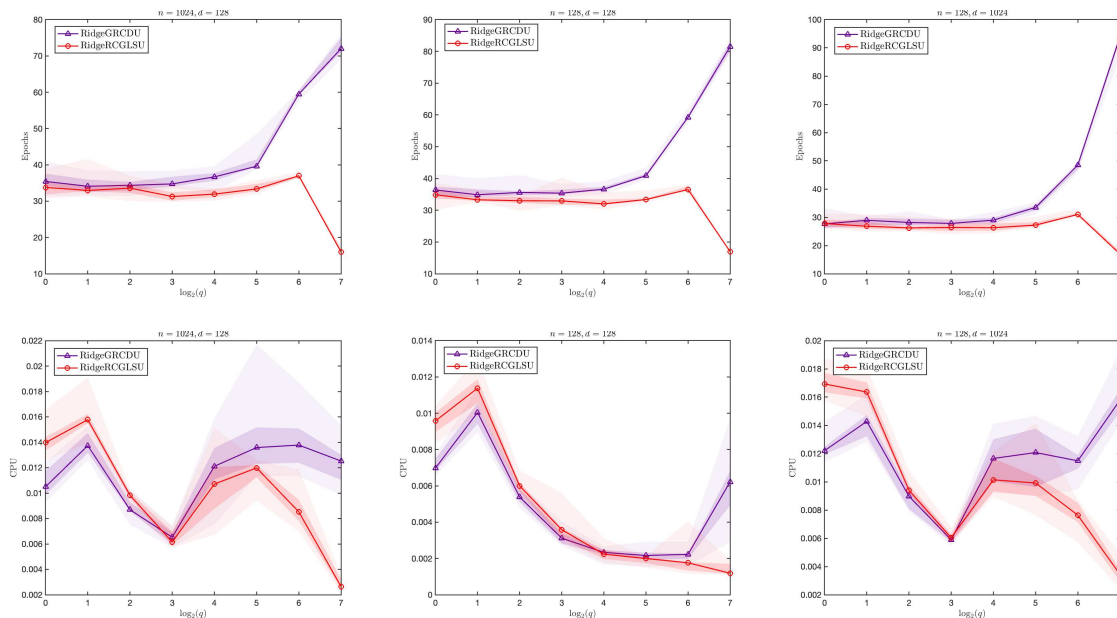 n = 1024, d = 128
RidgeGRCDU
RidgeRCGLSU
Epochs
80
70
60
50
40
30
20
10
0 1 2 3 4 5 6 7
log₂(q)
n = 128, d = 128
RidgeGRCDU
RidgeRCGLSU
Epochs
90
80
70
60
50
40
30
20
10
0 1 2 3 4 5 6 7
log₂(q)
n = 128, d = 1024
RidgeGRCDU
RidgeRCGLSU
Epochs
100
90
80
70
60
50
40
30
20
10
0 1 2 3 4 5 6 7
log₂(q)
n = 1024, d = 128
RidgeGRCDU
RidgeRCGLSU
CPU
0.022
0.02
0.018
0.016
0.014
0.012
0.01
0.008
0.006
0.004
0.002
0 1 2 3 4 5 6 7
log₂(q)
n = 128, d = 128
RidgeGRCDU
RidgeRCGLSU
CPU
0.014
0.012
0.01
0.008
0.006
0.004
0.002
0
0 1 2 3 4 5 6 7
log₂(q)
n = 128, d = 1024
RidgeGRCDU
RidgeRCGLSU
CPU
0.02
0.018
0.016
0.014
0.012
0.01
0.008
0.006
0.004
0.002
0 1 2 3 4 5 6 7
log₂(q)